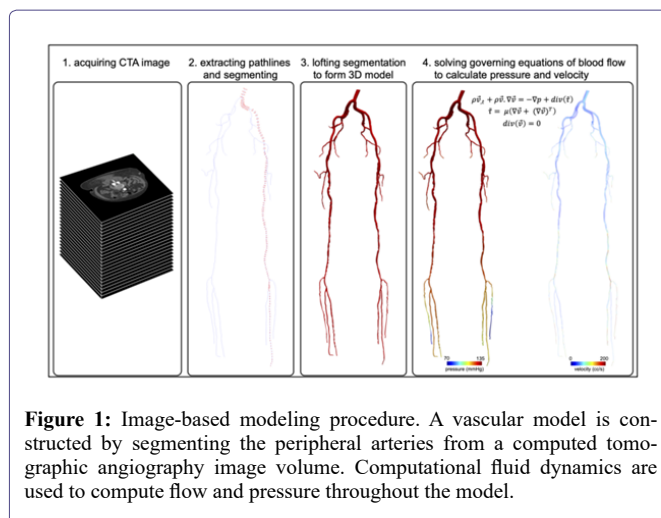 1. acquiring CTA image
2. extracting pathlines
and segmenting
3. lofting segmentation
to form 3D model
4. solving governing equations of blood flow
to calculate pressure and velocity
ρv⃗,ₜ + ρv⃗.∇v⃗ = −∇p + div(τ⃗)
τ⃗ = μ(∇v⃗ + (∇v⃗)ᵀ)
div(v⃗) = 0
70 135
pressure (mmHg)
0 200
velocity (cc/s)
Figure 1: Image-based modeling procedure. A vascular model is con-
structed by segmenting the peripheral arteries from a computed tomo-
graphic angiography image volume. Computational fluid dynamics are
used to compute flow and pressure throughout the model.